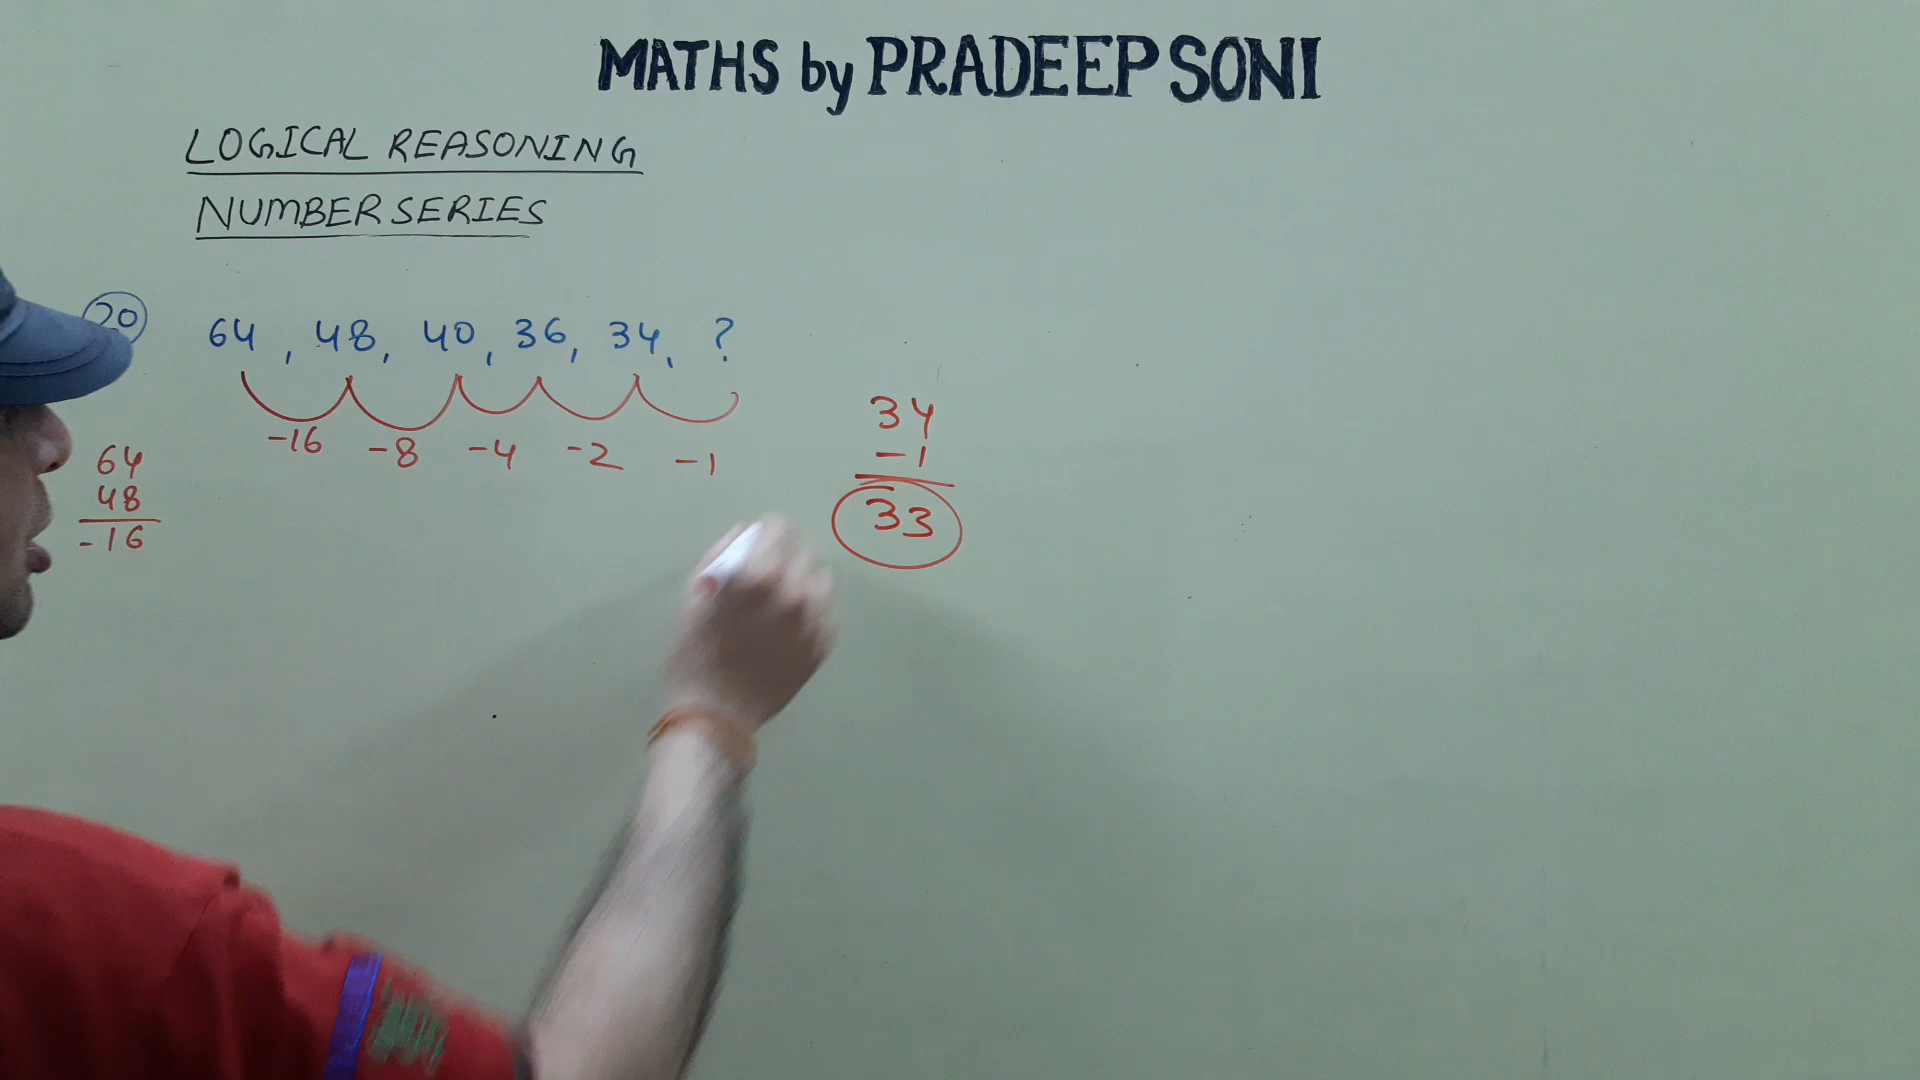 MATHS by PRADEEP SONI
LOGICAL REASONING
NUMBER SERIES
20
64, 48, 40, 36, 34, ?
-16 -8 -4 -2 -1
64
48
-16
34
-1
33